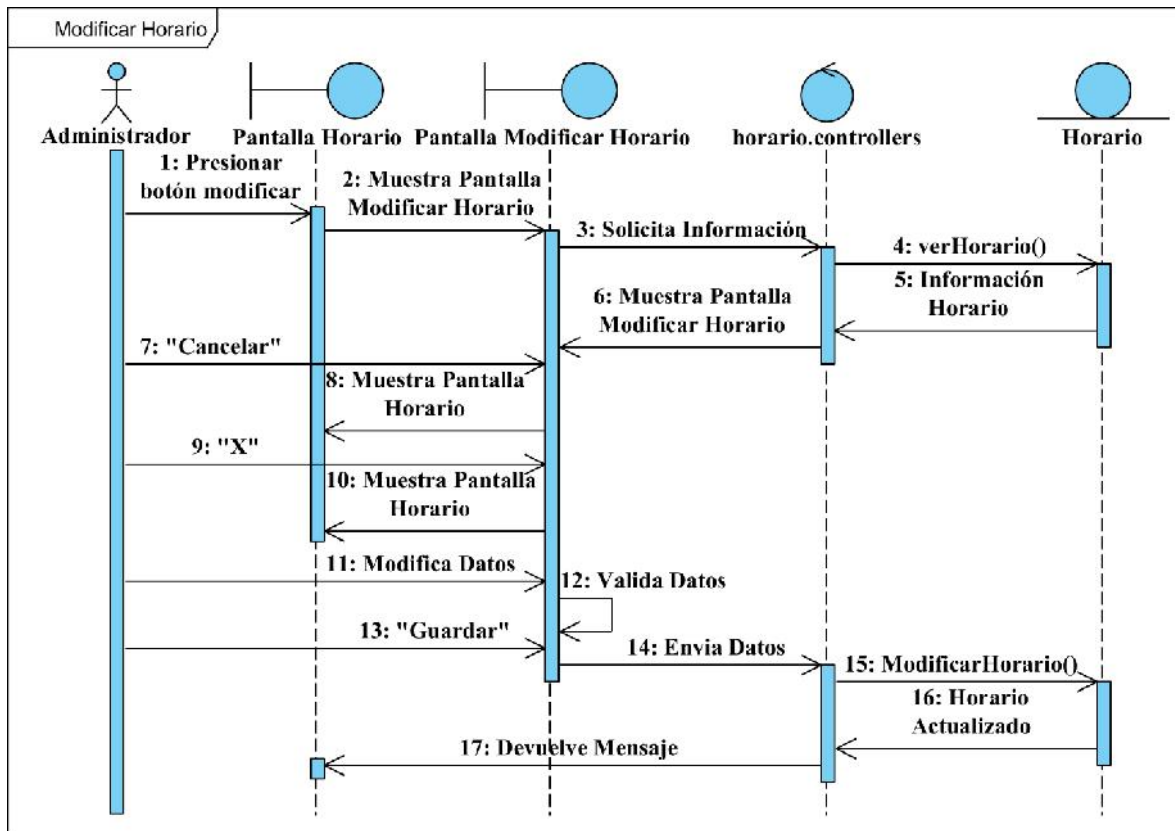 Modificar Horario
Administrador
Pantalla Horario
Pantalla Modificar Horario
horario.controllers
Horario
1: Presionar
botón modificar
2: Muestra Pantalla
Modificar Horario
3: Solicita Información
4: verHorario()
5: Información
Horario
6: Muestra Pantalla
Modificar Horario
7: "Cancelar"
8: Muestra Pantalla
Horario
9: "X"
10: Muestra Pantalla
Horario
11: Modifica Datos
12: Valida Datos
13: "Guardar"
14: Envia Datos
15: ModificarHorario()
16: Horario
Actualizado
17: Devuelve Mensaje